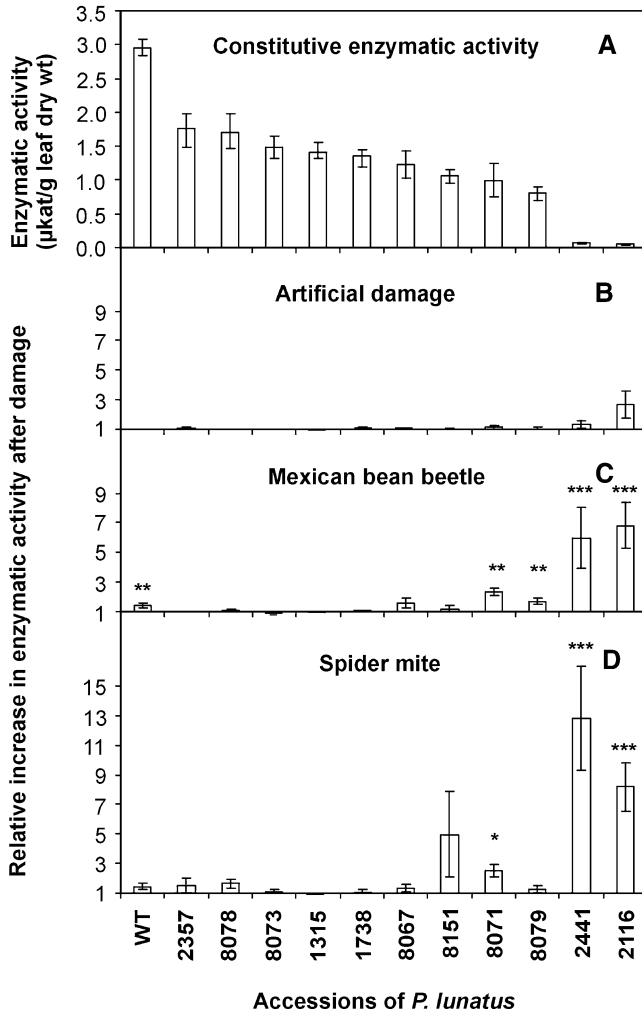 Constitutive enzymatic activity A
Enzymatic activity
(µkat/g leaf dry wt)
3.5
3.0
2.5
2.0
1.5
1.0
0.5
0.0
Artificial damage B
Relative increase in enzymatic activity after damage
9
7
5
3
1
Mexican bean beetle C
9
7
5
3
1
** ** ** *** ***
Spider mite D
15
13
11
9
7
5
3
1
* *** ***
WT 2357 8078 8073 1315 1738 8067 8151 8071 8079 2441 2116
Accessions of P. lunatus